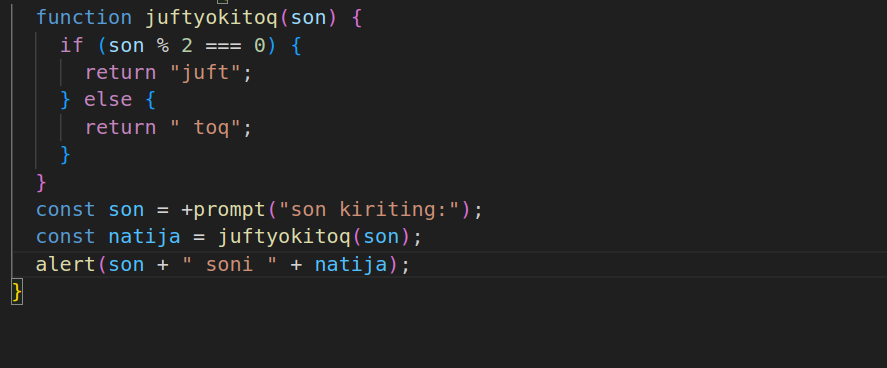 function juftyokitoq(son) {
if (son % 2 === 0) {
return "juft";
} else {
return " toq";
}
}
const son = +prompt("son kiriting:");
const natija = juftyokitoq(son);
alert(son + " soni " + natija);
}